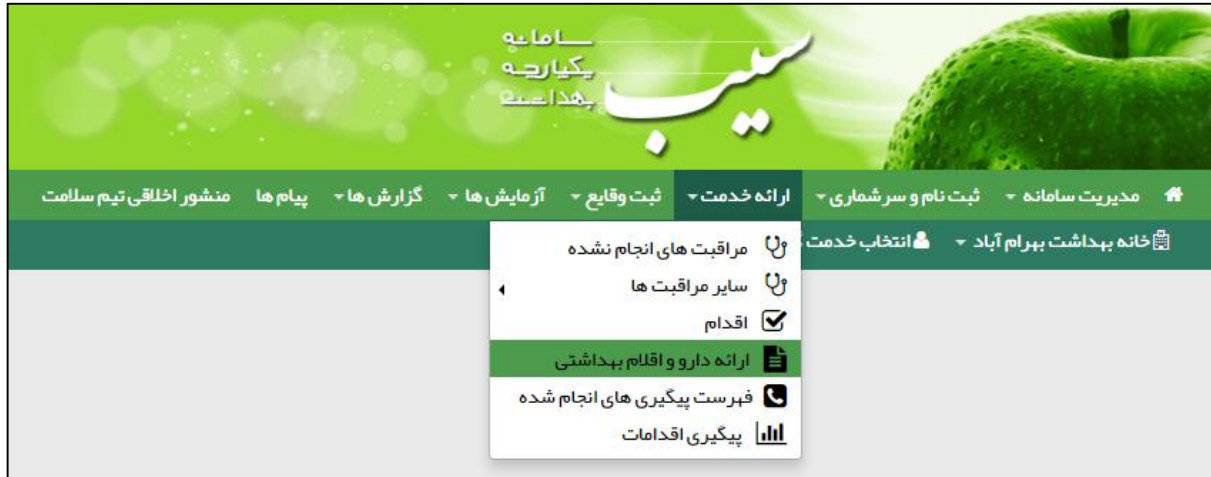 سامانه
یکپارچه
بهداشت
سیب
مدیریت سامانه ثبت نام و سرشماری ارائه خدمت ثبت وقایع آزمایش ها گزارش ها پیام ها منشور اخلاقی تیم سلامت
خانه بهداشت بهرام آباد انتخاب خدمت
مراقبت های انجام نشده
سایر مراقبت ها
اقدام
ارائه دارو و اقلام بهداشتی
فهرست پیگیری های انجام شده
پیگیری اقدامات